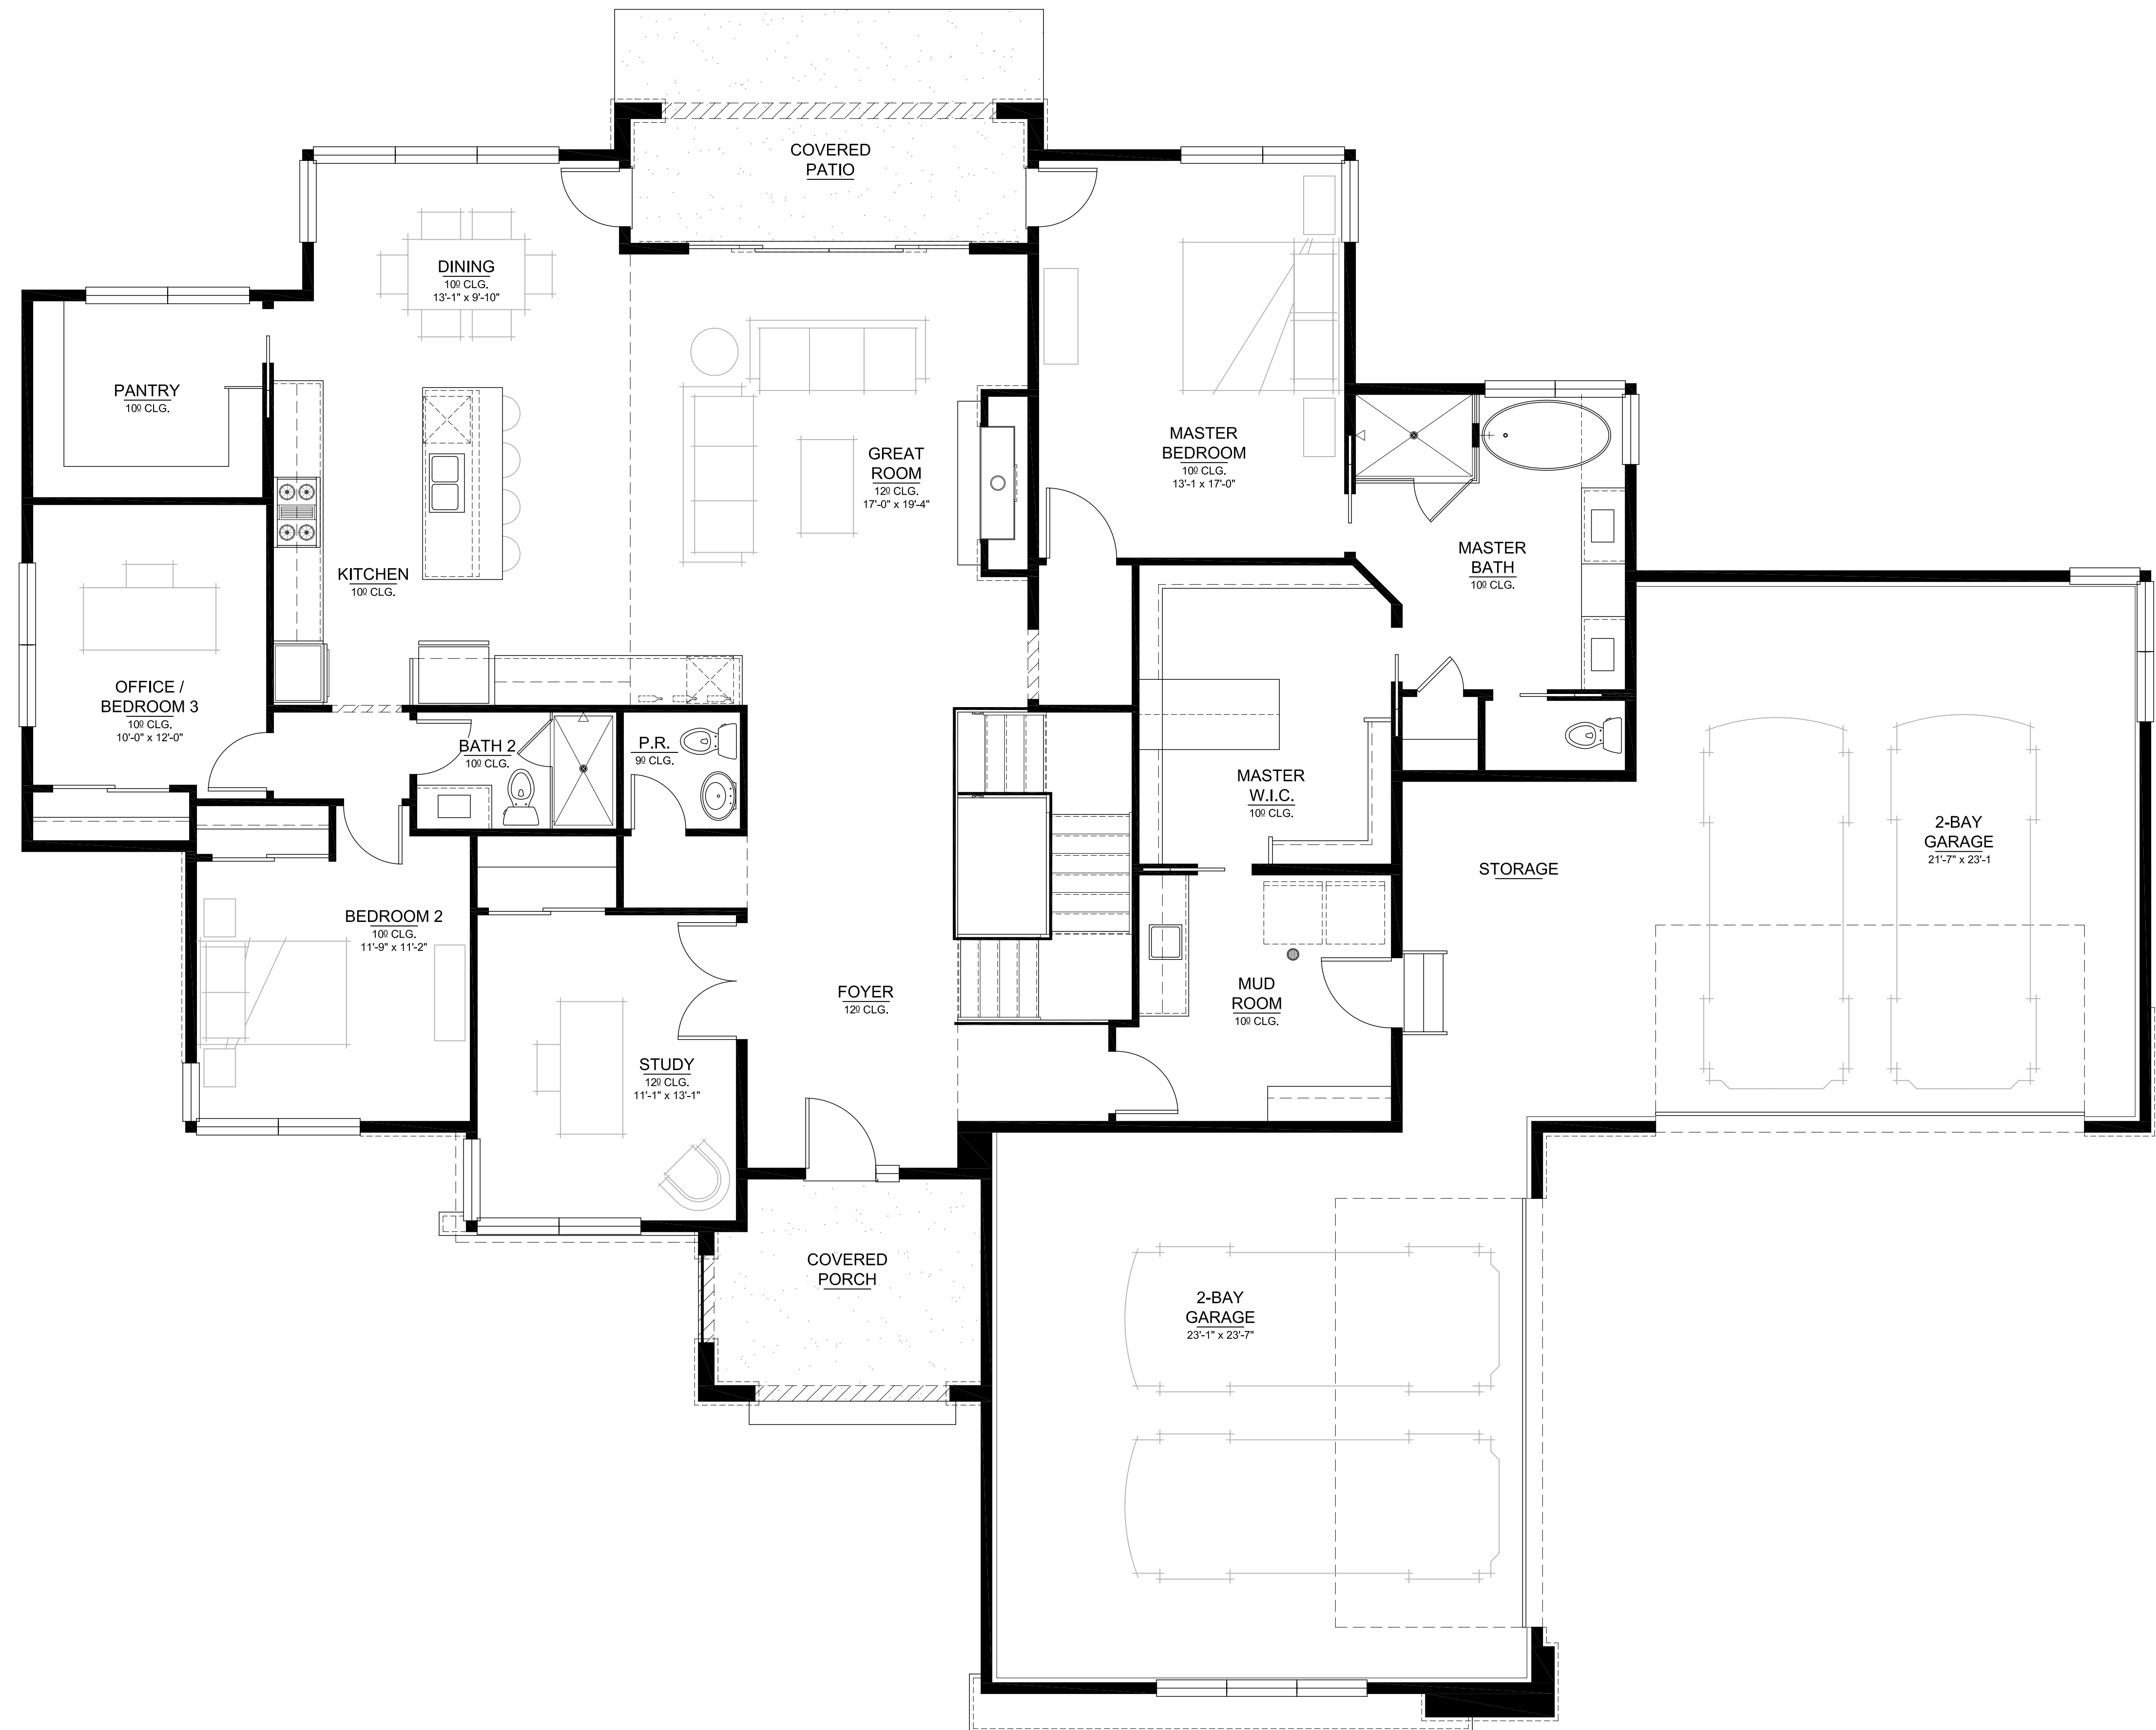 COVERED
PATIO
DINING
10⁰ CLG.
13'-1" x 9'-10"
PANTRY
10⁰ CLG.
GREAT
ROOM
12⁰ CLG.
17'-0" x 19'-4"
MASTER
BEDROOM
10⁰ CLG.
13'-1 x 17'-0"
MASTER
BATH
10⁰ CLG.
KITCHEN
10⁰ CLG.
OFFICE /
BEDROOM 3
10⁰ CLG.
10'-0" x 12'-0"
BATH 2
10⁰ CLG.
P.R.
9⁰ CLG.
MASTER
W.I.C.
10⁰ CLG.
STORAGE
2-BAY
GARAGE
21'-7" x 23'-1
BEDROOM 2
10⁰ CLG.
11'-9" x 11'-2"
FOYER
12⁰ CLG.
MUD
ROOM
10⁰ CLG.
STUDY
12⁰ CLG.
11'-1" x 13'-1"
COVERED
PORCH
2-BAY
GARAGE
23'-1" x 23'-7"